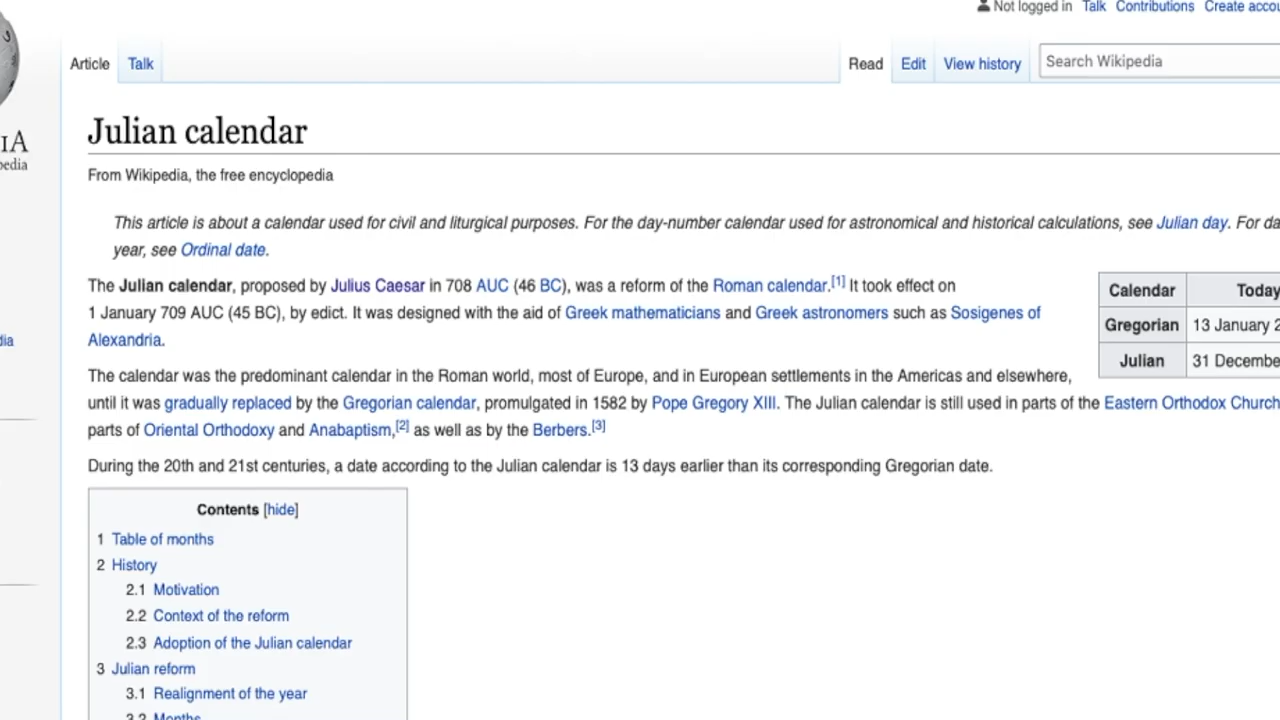 Not logged in Talk Contributions Create
Article Talk Read Edit View history Search Wikipedia
Julian calendar
From Wikipedia, the free encyclopedia
This article is about a calendar used for civil and liturgical purposes. For the day-number calendar used for astronomical and historical calculations, see Julian day. For
year, see Ordinal date.
The Julian calendar, proposed by Julius Caesar in 708 AUC (46 BC), was a reform of the Roman calendar.[1] It took effect on
1 January 709 AUC (45 BC), by edict. It was designed with the aid of Greek mathematicians and Greek astronomers such as Sosigenes of
Alexandria.
Calendar Today
Gregorian 13 January
Julian 31
The calendar was the predominant calendar in the Roman world, most of Europe, and in European settlements in the Americas and elsewhere,
until it was gradually replaced by the Gregorian calendar, promulgated in 1582 by Pope Gregory XIII. The Julian calendar is still used in parts of the Eastern Orthodox Church
parts of Oriental Orthodoxy and Anabaptism,[2] as well as by the Berbers.[3]
During the 20th and 21st centuries, a date according to the Julian calendar is 13 days earlier than its corresponding Gregorian date.
Contents [hide]
1 Table of months
2 History
2.1 Motivation
2.2 Context of the reform
2.3 Adoption of the Julian calendar
3 Julian reform
3.1 Realignment of the year
3.2 Months